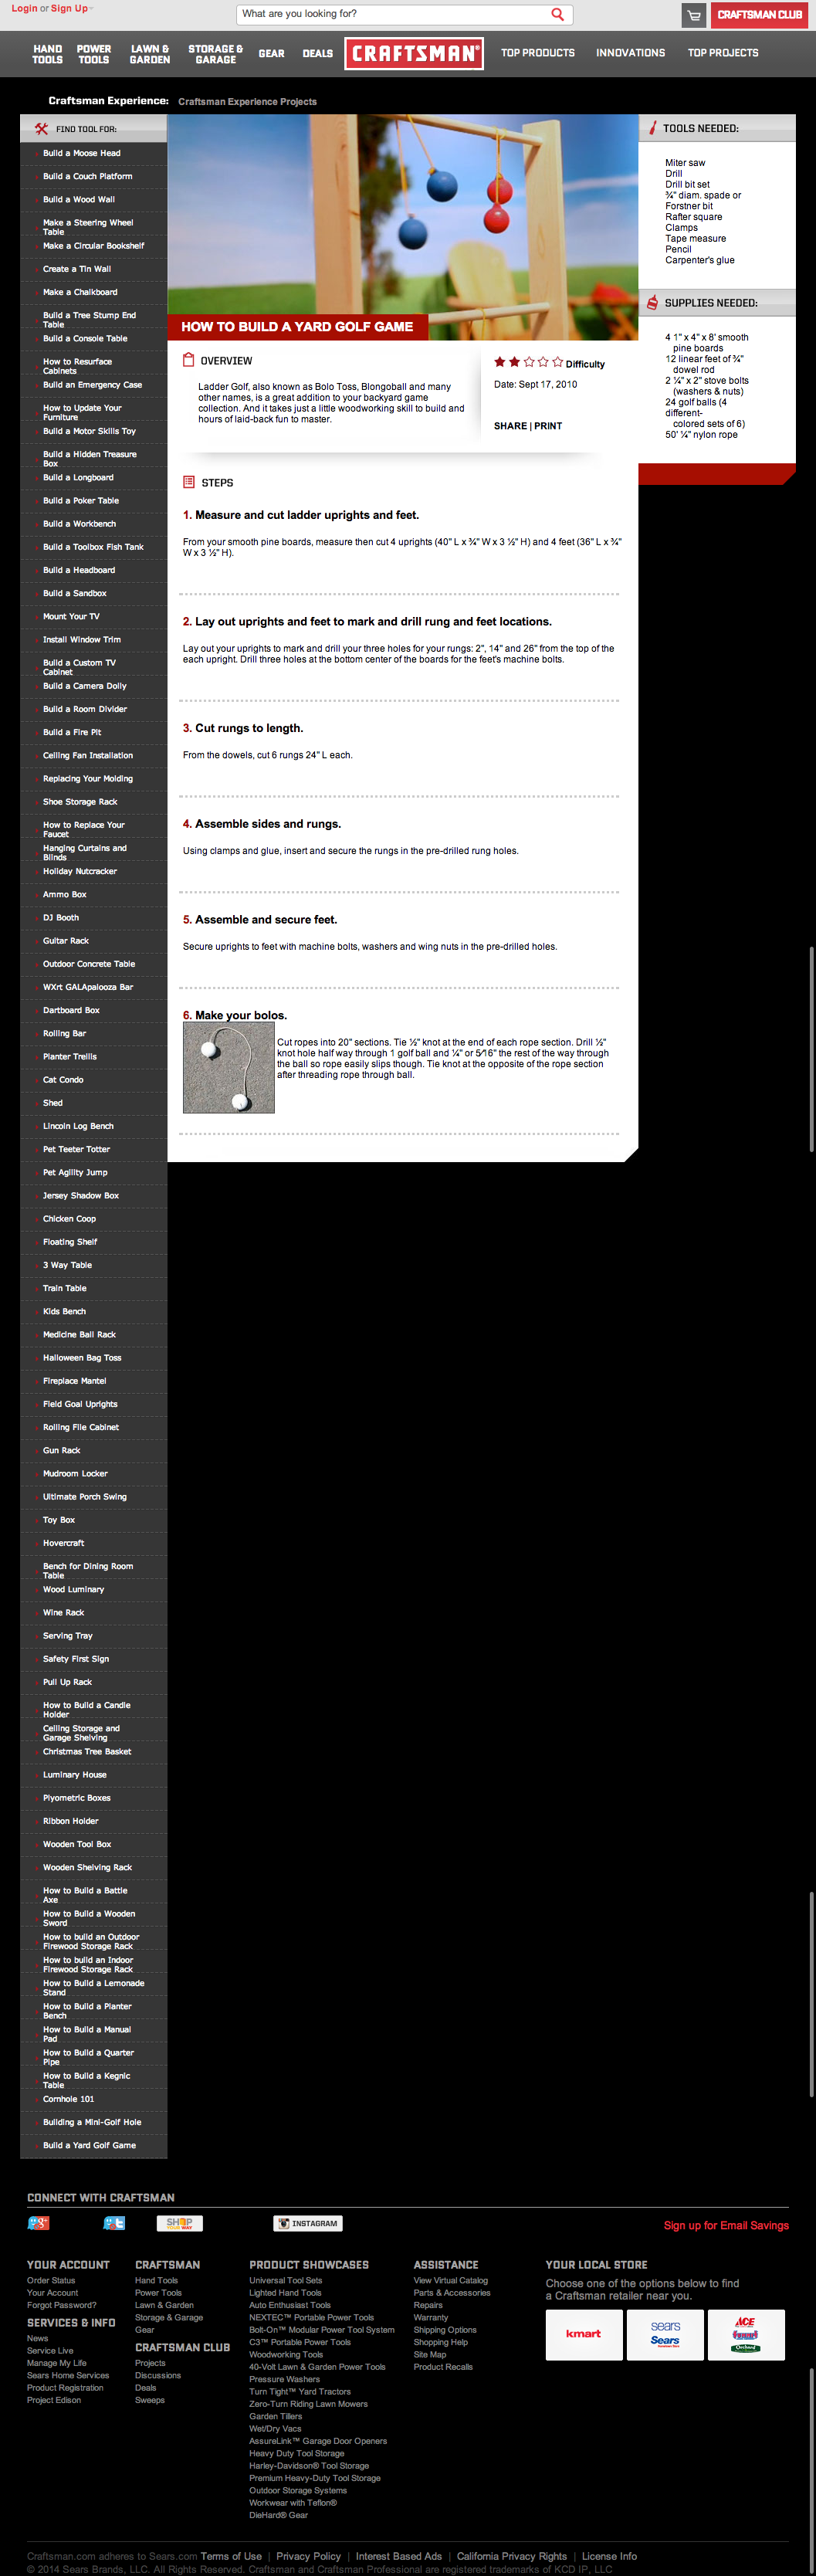 Login or Sign Up
What are you looking for?
CRAFTSMAN CLUB
HAND TOOLS
POWER TOOLS
LAWN & GARDEN
STORAGE & GARAGE
GEAR
DEALS
CRAFTSMAN®
TOP PRODUCTS
INNOVATIONS
TOP PROJECTS
Craftsman Experience: Craftsman Experience Projects
FIND TOOL FOR:
Build a Moose Head
Build a Couch Platform
Build a Wood Wall
Make a Steering Wheel
Table
Make a Circular Bookshelf
Create a Tin Wall
Make a Chalkboard
Build a Tree Stump End
Table
Build a Console Table
How to Resurface
Cabinets
Build an Emergency Case
How to Update Your
Furniture
Build a Motor Skills Toy
Build a Hidden Treasure
Box
Build a Longboard
Build a Poker Table
Build a Workbench
Build a Toolbox Fish Tank
Build a Headboard
Build a Sandbox
Mount Your TV
Install Window Trim
Build a Custom TV
Cabinet
Build a Camera Dolly
Build a Room Divider
Build a Fire Pit
Ceiling Fan Installation
Replacing Your Molding
Shoe Storage Rack
How to Replace Your
Faucet
Hanging Curtains and
Blinds
Holiday Nutcracker
Ammo Box
DJ Booth
Guitar Rack
Outdoor Concrete Table
WXrt GALApalooza Bar
Dartboard Box
Rolling Bar
Planter Trellis
Cat Condo
Shed
Lincoln Log Bench
Pet Teeter Totter
Pet Agility Jump
Jersey Shadow Box
Chicken Coop
Floating Shelf
3 Way Table
Train Table
Kids Bench
Medicine Ball Rack
Halloween Bag Toss
Fireplace Mantel
Field Goal Uprights
Rolling File Cabinet
Gun Rack
Mudroom Locker
Ultimate Porch Swing
Toy Box
Hovercraft
Bench for Dining Room
Table
Wood Luminary
Wine Rack
Serving Tray
Safety First Sign
Pull Up Rack
How to Build a Candle
Holder
Ceiling Storage and
Garage Shelving
Christmas Tree Basket
Luminary House
Plyometric Boxes
Ribbon Holder
Wooden Tool Box
Wooden Shelving Rack
How to Build a Battle
Axe
How to Build a Wooden
Sword
How to build an Outdoor
Firewood Storage Rack
How to build an Indoor
Firewood Storage Rack
How to Build a Lemonade
Stand
How to Build a Planter
Bench
How to Build a Manual
Pad
How to Build a Quarter
Pipe
How to Build a Kegnic
Table
Cornhole 101
Building a Mini-Golf Hole
Build a Yard Golf Game
HOW TO BUILD A YARD GOLF GAME
OVERVIEW
Ladder Golf, also known as Bolo Toss, Blongoball and many
other names, is a great addition to your backyard game
collection. And it takes just a little woodworking skill to build and
hours of laid-back fun to master.
Difficulty
Date: Sept 17, 2010
SHARE | PRINT
STEPS
1. Measure and cut ladder uprights and feet.
From your smooth pine boards, measure then cut 4 uprights (40" L x ¾" W x 3 ½" H) and 4 feet (36" L x ¾"
W x 3 ½" H).
2. Lay out uprights and feet to mark and drill rung and feet locations.
Lay out your uprights to mark and drill your three holes for your rungs: 2", 14" and 26" from the top of the
each upright. Drill three holes at the bottom center of the boards for the feet's machine bolts.
3. Cut rungs to length.
From the dowels, cut 6 rungs 24" L each.
4. Assemble sides and rungs.
Using clamps and glue, insert and secure the rungs in the pre-drilled rung holes.
5. Assemble and secure feet.
Secure uprights to feet with machine bolts, washers and wing nuts in the pre-drilled holes.
6. Make your bolos.
Cut ropes into 20" sections. Tie ½" knot at the end of each rope section. Drill ½"
knot hole half way through 1 golf ball and ¼" or 5⁄16" the rest of the way through
the ball so rope easily slips though. Tie knot at the opposite of the rope section
after threading rope through ball.
TOOLS NEEDED:
Miter saw
Drill
Drill bit set
¾" diam. spade or
Forstner bit
Rafter square
Clamps
Tape measure
Pencil
Carpenter's glue
SUPPLIES NEEDED:
4 1" x 4" x 8' smooth
pine boards
12 linear feet of ¾"
dowel rod
2 ¼" x 2" stove bolts
(washers & nuts)
24 golf balls (4
different-
colored sets of 6)
50' ¼" nylon rope
CONNECT WITH CRAFTSMAN
SHOP YOUR WAY
INSTAGRAM
Sign up for Email Savings
YOUR ACCOUNT
Order Status
Your Account
Forgot Password?
SERVICES & INFO
News
Service Live
Manage My Life
Sears Home Services
Product Registration
Project Edison
CRAFTSMAN
Hand Tools
Power Tools
Lawn & Garden
Storage & Garage
Gear
CRAFTSMAN CLUB
Projects
Discussions
Deals
Sweeps
PRODUCT SHOWCASES
Universal Tool Sets
Lighted Hand Tools
Auto Enthusiast Tools
NEXTEC™ Portable Power Tools
Bolt-On™ Modular Power Tool System
C3™ Portable Power Tools
Woodworking Tools
40-Volt Lawn & Garden Power Tools
Pressure Washers
Turn Tight™ Yard Tractors
Zero-Turn Riding Lawn Mowers
Garden Tillers
Wet/Dry Vacs
AssureLink™ Garage Door Openers
Heavy Duty Tool Storage
Harley-Davidson® Tool Storage
Premium Heavy-Duty Tool Storage
Outdoor Storage Systems
Workwear with Teflon®
DieHard® Gear
ASSISTANCE
View Virtual Catalog
Parts & Accessories
Repairs
Warranty
Shipping Options
Shopping Help
Site Map
Product Recalls
YOUR LOCAL STORE
Choose one of the options below to find
a Craftsman retailer near you.
kmart
sears
Sears
ACE
Orchard
Craftsman.com adheres to Sears.com Terms of Use | Privacy Policy | Interest Based Ads | California Privacy Rights | License Info
© 2014 Sears Brands, LLC. All Rights Reserved. Craftsman and Craftsman Professional are registered trademarks of KCD IP, LLC